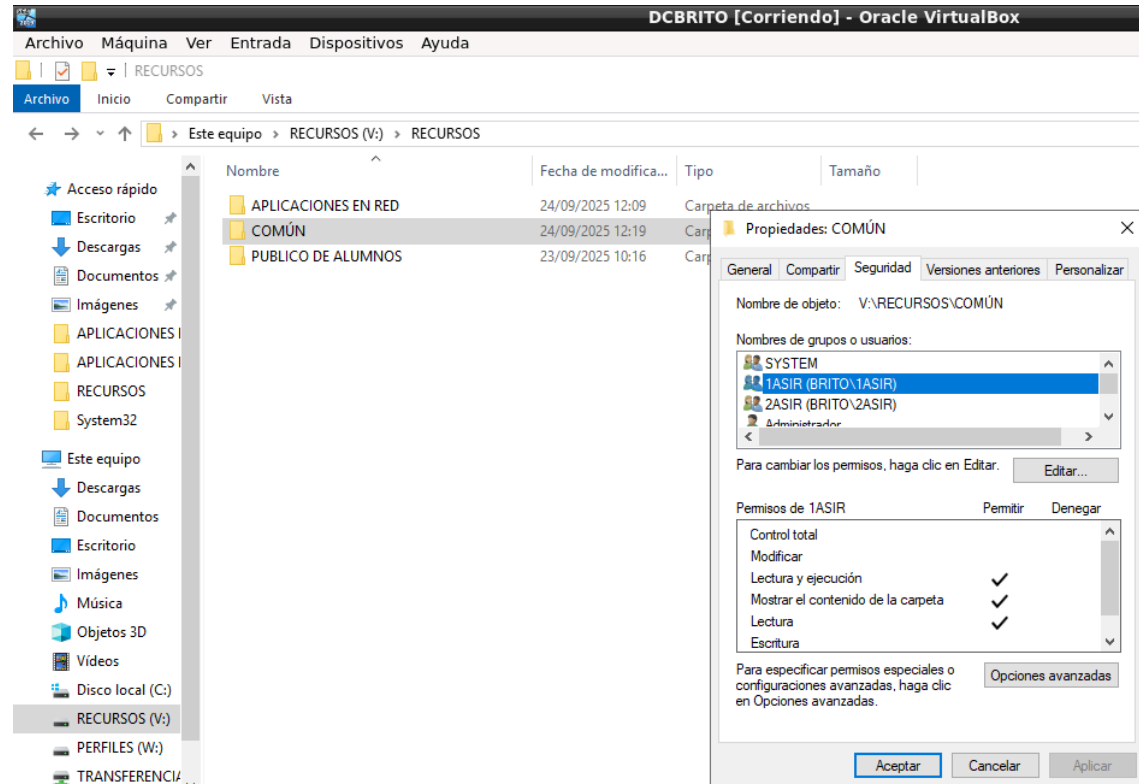 DCBRITO [Corriendo] - Oracle VirtualBox
Archivo Máquina Ver Entrada Dispositivos Ayuda
RECURSOS
Archivo Inicio Compartir Vista
Este equipo > RECURSOS (V:) > RECURSOS
Acceso rápido
Escritorio
Descargas
Documentos
Imágenes
APLICACIONES
APLICACIONES
RECURSOS
System32
Este equipo
Descargas
Documentos
Escritorio
Imágenes
Música
Objetos 3D
Vídeos
Disco local (C:)
RECURSOS (V:)
PERFILES (W:)
TRANSFERENCIA
Nombre Fecha de modifica... Tipo Tamaño
APLICACIONES EN RED 24/09/2025 12:09 Carpeta de archivos
COMÚN 24/09/2025 12:19 Carp
PUBLICO DE ALUMNOS 23/09/2025 10:16 Carp
Propiedades: COMÚN
General Compartir Seguridad Versiones anteriores Personalizar
Nombre de objeto: V:\RECURSOS\COMÚN
Nombres de grupos o usuarios:
SYSTEM
1ASIR (BRITO\1ASIR)
2ASIR (BRITO\2ASIR)
Administrador
Para cambiar los permisos, haga clic en Editar. Editar...
Permisos de 1ASIR Permitir Denegar
Control total
Modificar
Lectura y ejecución
Mostrar el contenido de la carpeta
Lectura
Escritura
Para especificar permisos especiales o
configuraciones avanzadas, haga clic
en Opciones avanzadas.
Opciones avanzadas
Aceptar Cancelar Aplicar